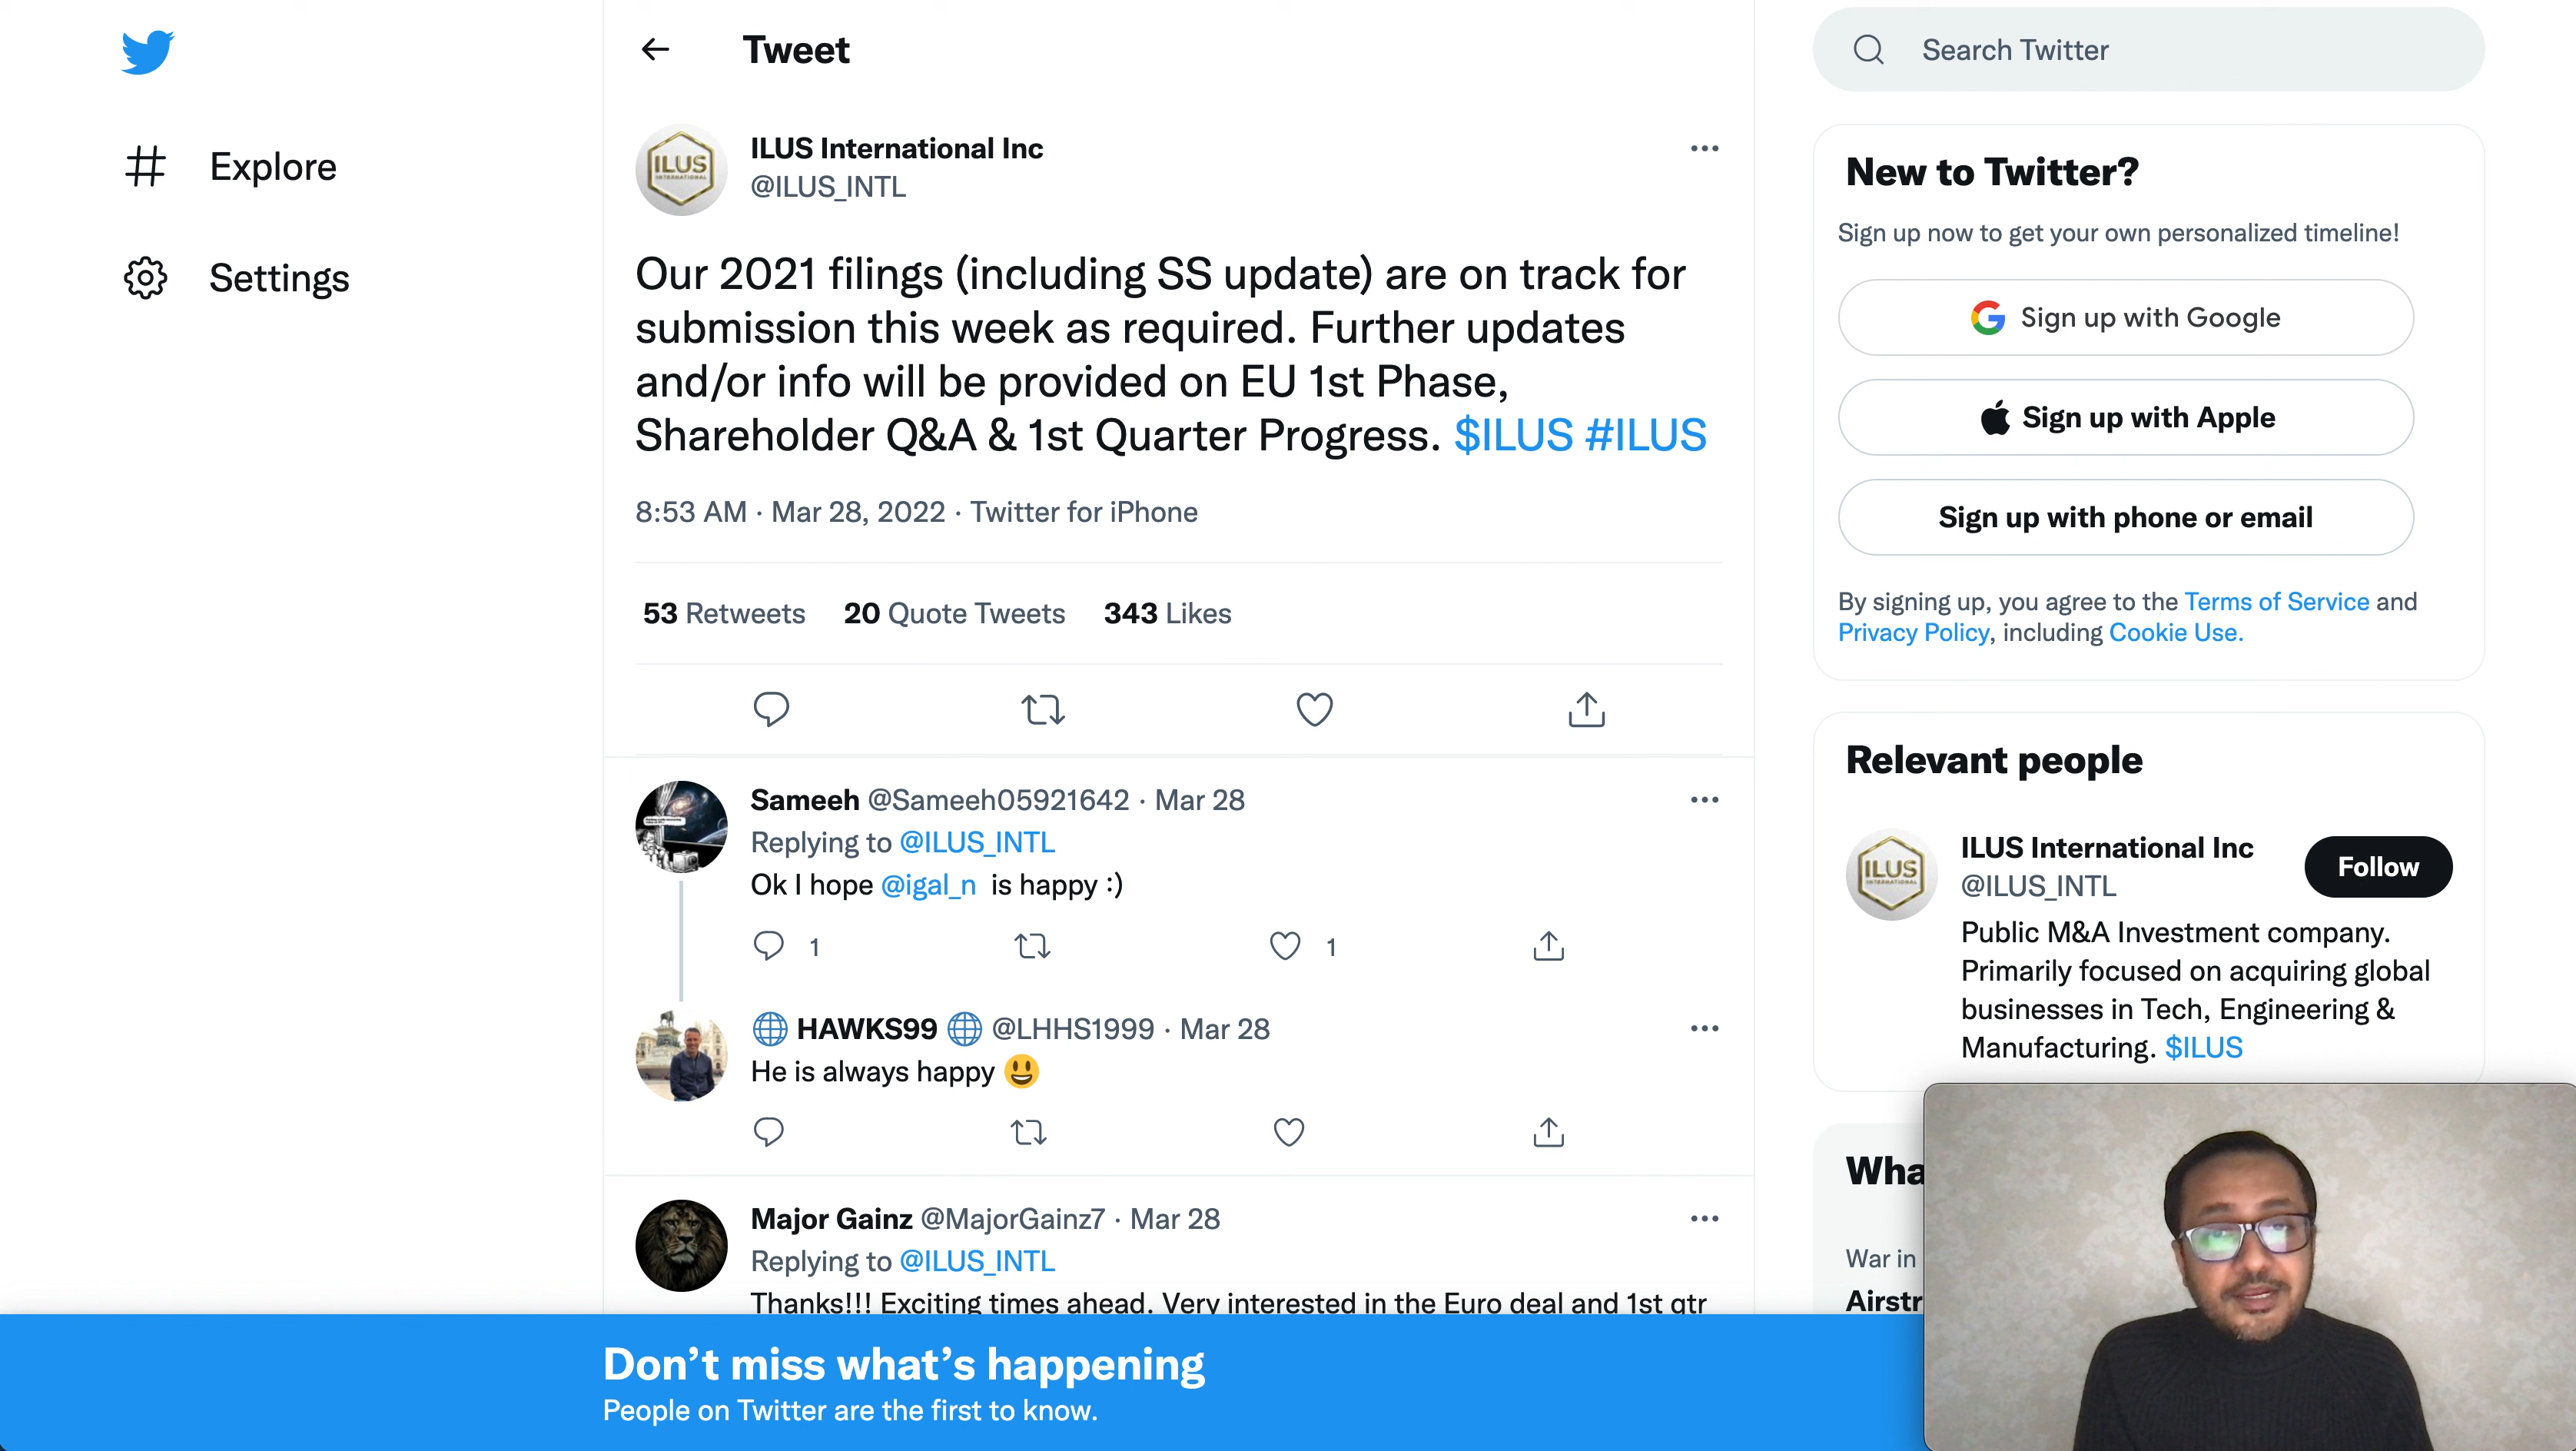 Tweet
Search Twitter
Explore
Settings
ILUS
INTERNATIONAL
ILUS International Inc
@ILUS_INTL
Our 2021 filings (including SS update) are on track for
submission this week as required. Further updates
and/or info will be provided on EU 1st Phase,
Shareholder Q&A & 1st Quarter Progress. $ILUS #ILUS
8:53 AM · Mar 28, 2022 · Twitter for iPhone
53 Retweets 20 Quote Tweets 343 Likes
Sameeh @Sameeh05921642 · Mar 28
Replying to @ILUS_INTL
Ok I hope @igal_n is happy :)
1
1
HAWKS99 @LHHS1999 · Mar 28
He is always happy
Major Gainz @MajorGainz7 · Mar 28
Replying to @ILUS_INTL
Thanks!!! Exciting times ahead. Very interested in the Euro deal and 1st qtr
New to Twitter?
Sign up now to get your own personalized timeline!
Sign up with Google
Sign up with Apple
Sign up with phone or email
By signing up, you agree to the Terms of Service and
Privacy Policy, including Cookie Use.
Relevant people
ILUS
INTERNATIONAL
ILUS International Inc
@ILUS_INTL
Follow
Public M&A Investment company.
Primarily focused on acquiring global
businesses in Tech, Engineering &
Manufacturing. $ILUS
Wha
War in
Airstr
Don't miss what's happening
People on Twitter are the first to know.